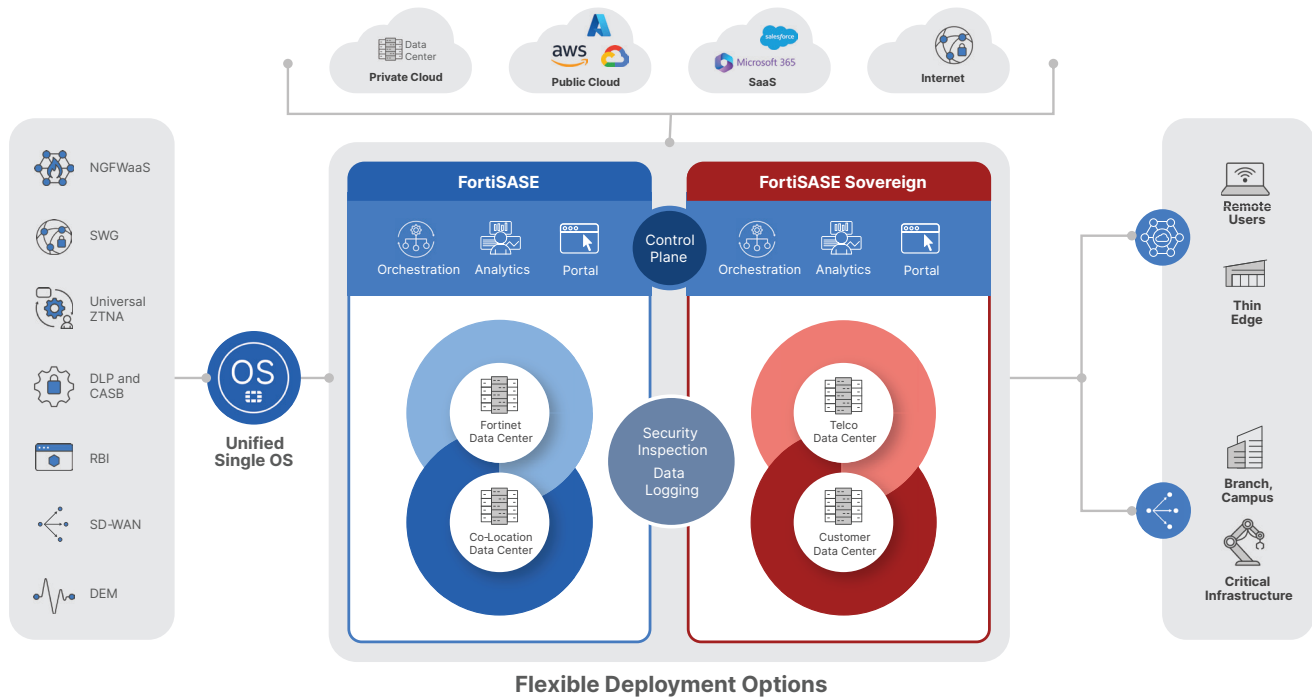 Data
Center
Private Cloud
aws
Public Cloud
salesforce
Microsoft 365
SaaS
Internet
NGFWaaS
SWG
Universal
ZTNA
DLP and
CASB
RBI
SD-WAN
DEM
OS
Unified
Single OS
FortiSASE
Orchestration
Analytics
Portal
Control
Plane
FortiSASE Sovereign
Orchestration
Analytics
Portal
Fortinet
Data Center
Co-Location
Data Center
Security
Inspection
Data
Logging
Telco
Data Center
Customer
Data Center
Remote
Users
Thin
Edge
Branch,
Campus
Critical
Infrastructure
Flexible Deployment Options